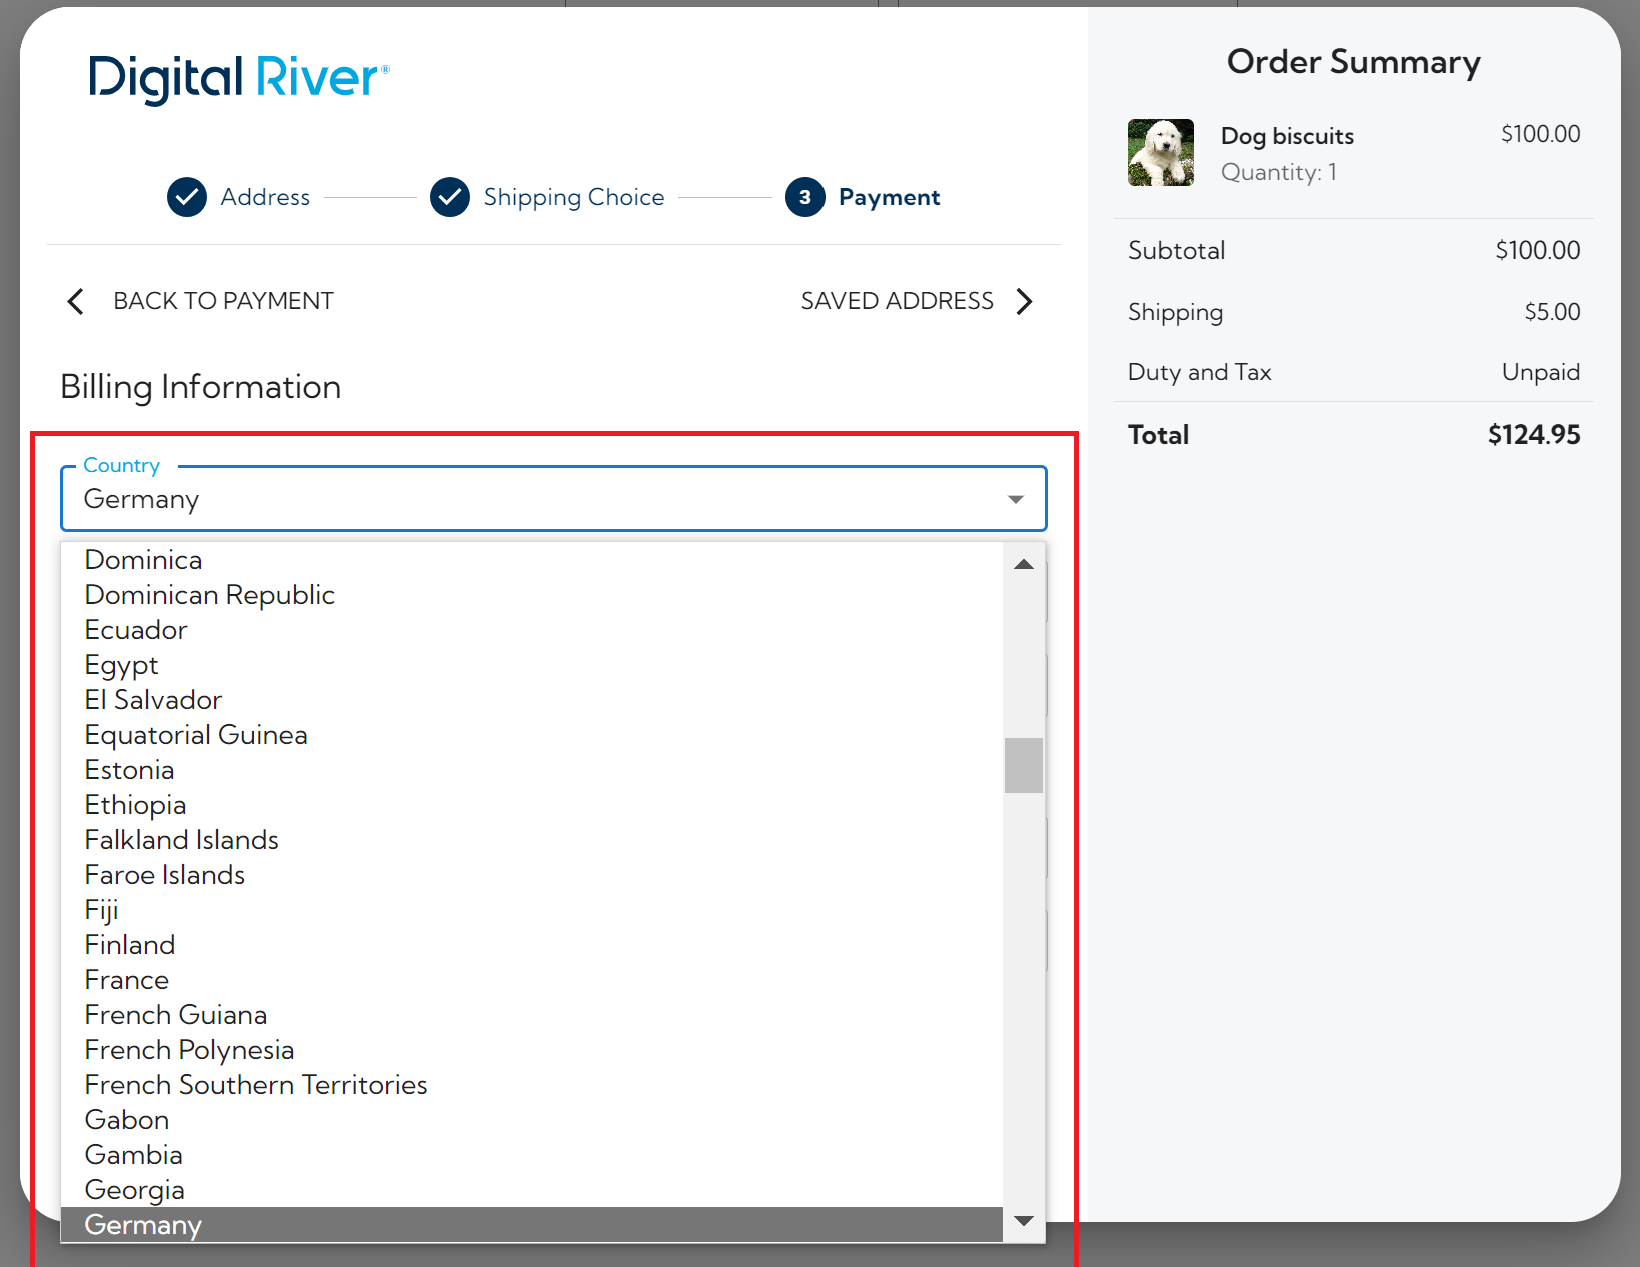 Digital River®
Address
Shipping Choice
3
Payment
BACK TO PAYMENT
SAVED ADDRESS
Billing Information
Country
Germany
Dominica
Dominican Republic
Ecuador
Egypt
El Salvador
Equatorial Guinea
Estonia
Ethiopia
Falkland Islands
Faroe Islands
Fiji
Finland
France
French Guiana
French Polynesia
French Southern Territories
Gabon
Gambia
Georgia
Germany
Order Summary
Dog biscuits $100.00
Quantity: 1
Subtotal $100.00
Shipping $5.00
Duty and Tax Unpaid
Total $124.95